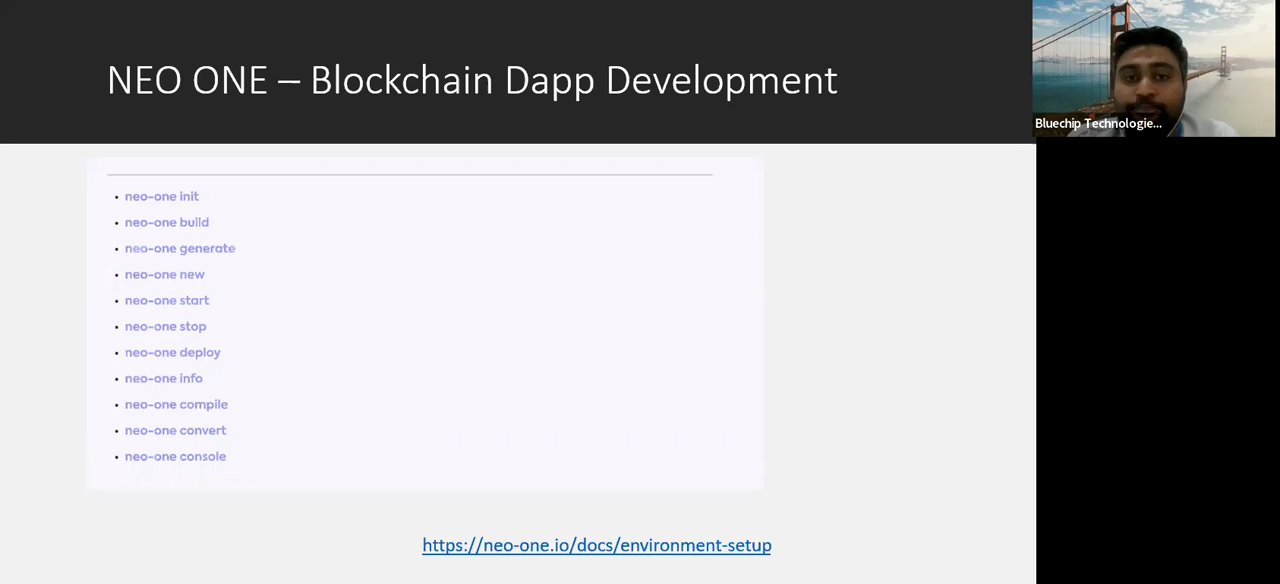 NEO ONE – Blockchain Dapp Development
Bluechip Technologie...
• neo-one init
• neo-one build
• neo-one generate
• neo-one new
• neo-one start
• neo-one stop
• neo-one deploy
• neo-one info
• neo-one compile
• neo-one convert
• neo-one console
https://neo-one.io/docs/environment-setup